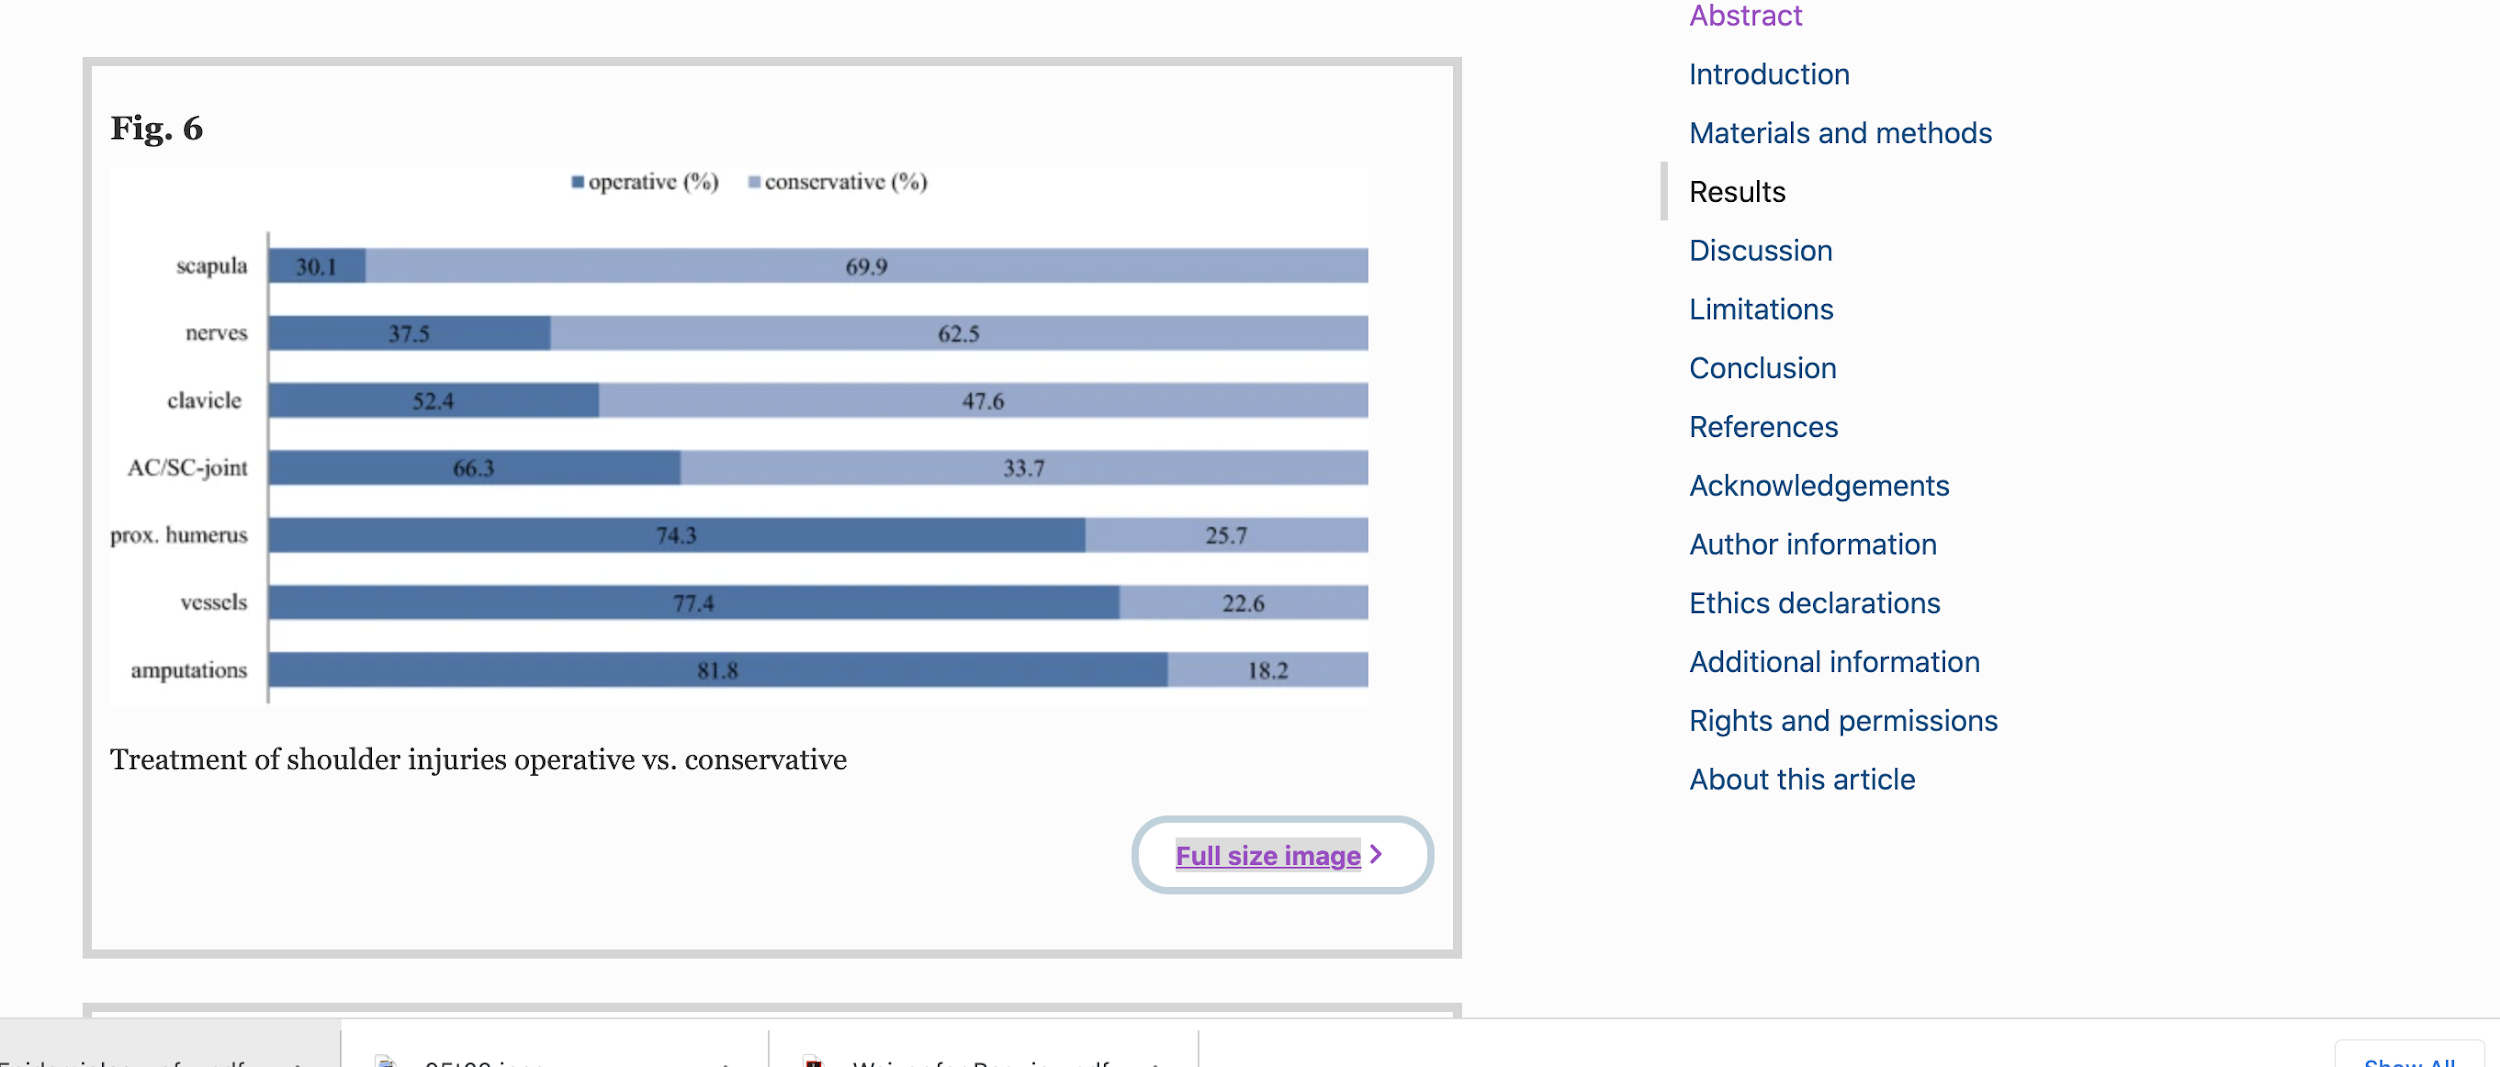 Abstract
Introduction
Materials and methods
Results
Discussion
Limitations
Conclusion
References
Acknowledgements
Author information
Ethics declarations
Additional information
Rights and permissions
About this article
Fig. 6
operative (%) conservative (%)
scapula 30.1 69.9
nerves 37.5 62.5
clavicle 52.4 47.6
AC/SC-joint 66.3 33.7
prox. humerus 74.3 25.7
vessels 77.4 22.6
amputations 81.8 18.2
Treatment of shoulder injuries operative vs. conservative
Full size image
Show All